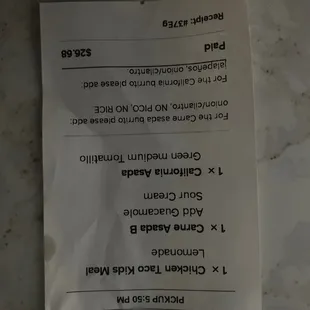 PICKUP 5:50 PM
1 × Chicken Taco Kids Meal
Lemonade
1 × Carne Asada B
Add Guacamole
Sour Cream
1 × California Asada
Green medium Tomatillo
For the carne asada burrito please add:
onion/cilantro, NO PICO, NO RICE
For the California burrito please add:
jalapeños, onion/cilantro
Paid $26.68
Receipt: #37Eg